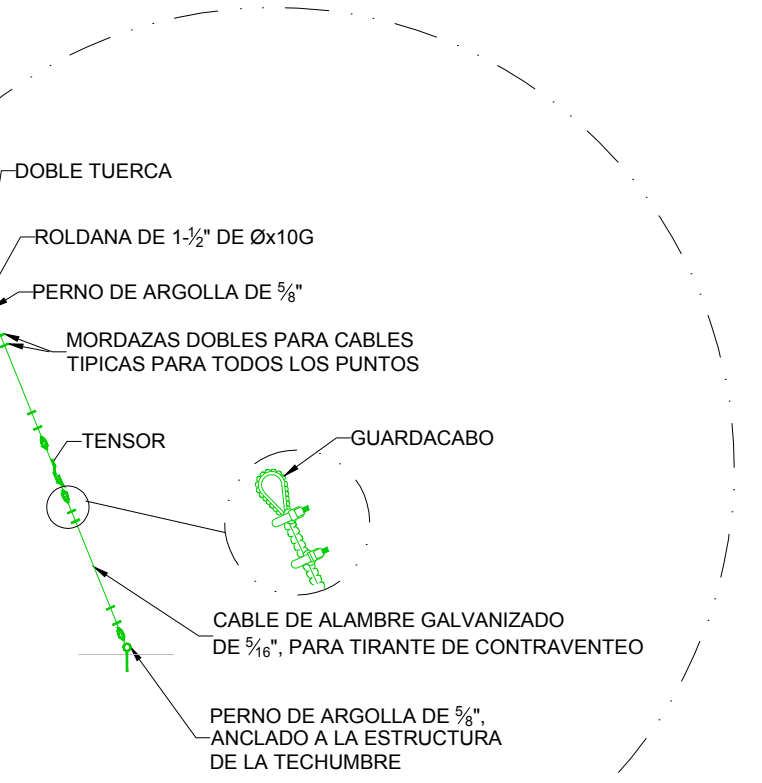 DOBLE TUERCA
ROLDANA DE 1-½" DE Øx10G
PERNO DE ARGOLLA DE ⅝"
MORDAZAS DOBLES PARA CABLES
TIPICAS PARA TODOS LOS PUNTOS
TENSOR
GUARDACABO
CABLE DE ALAMBRE GALVANIZADO
DE 5⁄16", PARA TIRANTE DE CONTRAVENTEO
PERNO DE ARGOLLA DE ⅝",
ANCLADO A LA ESTRUCTURA
DE LA TECHUMBRE